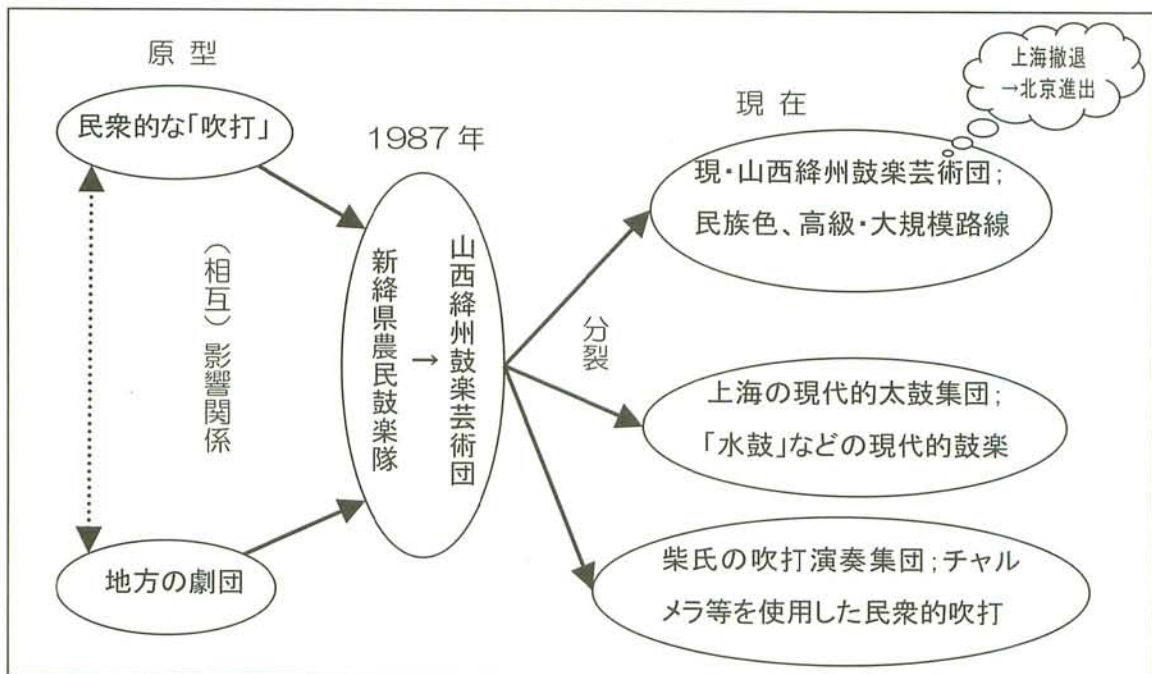 原型
民衆的な「吹打」
（相互）影響関係
地方の劇団
1987年
新絳県農民鼓楽隊
→
山西絳州鼓楽芸術団
分裂
現在
上海撤退
→北京進出
現・山西絳州鼓楽芸術団；
民族色、高級・大規模路線
上海の現代的太鼓集団；
「水鼓」などの現代的鼓楽
柴氏の吹打演奏集団；チャル
メラ等を使用した民衆的吹打